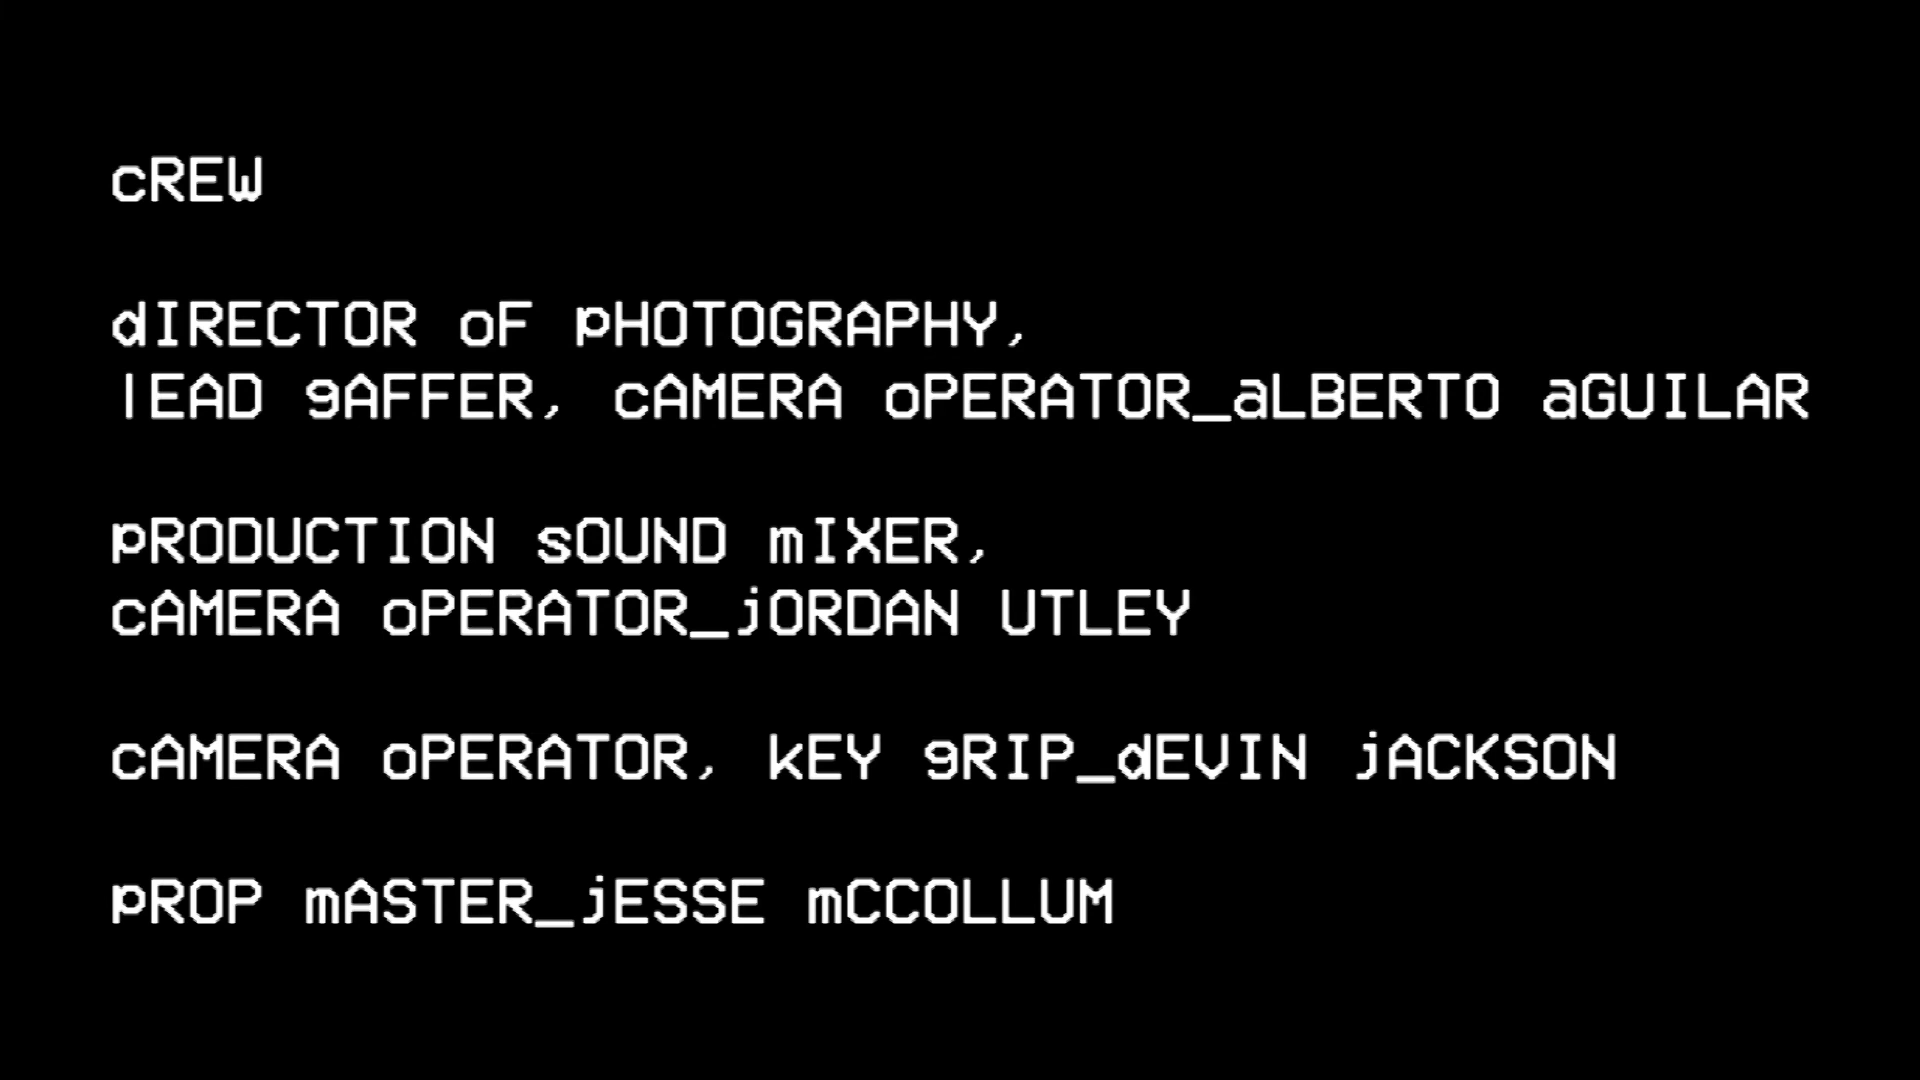 cREW
dIRECTOR oF pHOTOGRAPHY,
lEAD gAFFER, cAMERA oPERATOR_aLBERTO aGUILAR
pRODUCTION sOUND mIXER,
cAMERA oPERATOR_jORDAN UTLEY
cAMERA oPERATOR, kEY gRIP_dEVIN jACKSON
pROP mASTER_jESSE mCCOLLUM